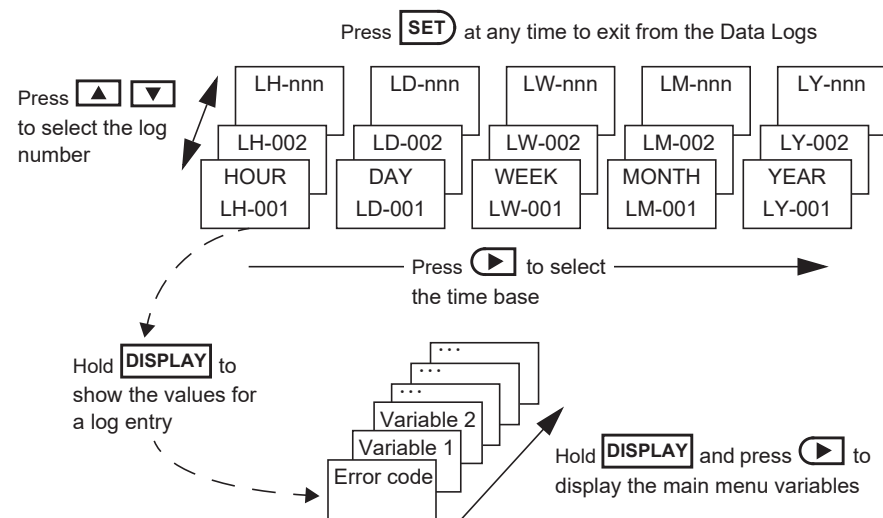 Press SET at any time to exit from the Data Logs
Press ▲ ▼
to select the log
number
LH-nnn LD-nnn LW-nnn LM-nnn LY-nnn
LH-002 LD-002 LW-002 LM-002 LY-002
HOUR DAY WEEK MONTH YEAR
LH-001 LD-001 LW-001 LM-001 LY-001
Press ► to select
the time base
Hold DISPLAY to
show the values for
a log entry
...
...
...
Variable 2
Variable 1
Error code
Hold DISPLAY and press ► to
display the main menu variables